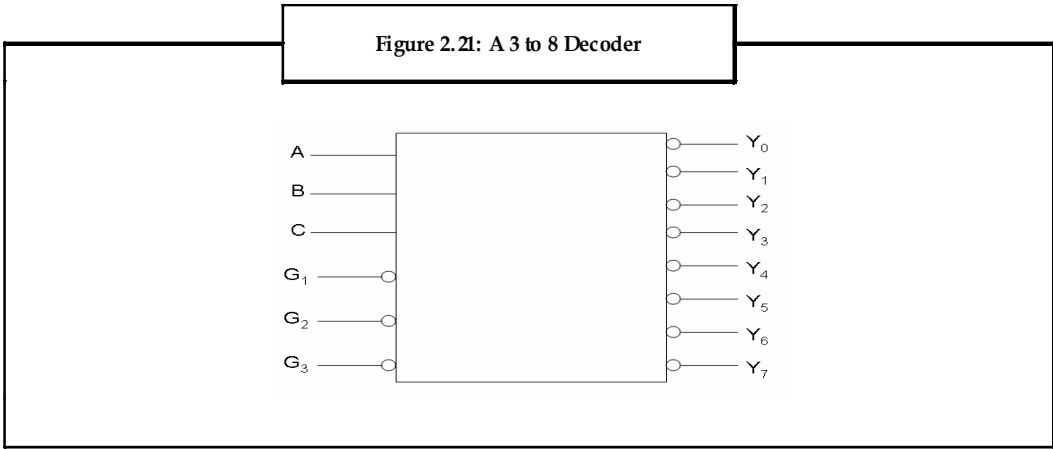 Figure 2.21: A 3 to 8 Decoder
A
B
C
G₁
G₂
G₃
Y₀
Y₁
Y₂
Y₃
Y₄
Y₅
Y₆
Y₇